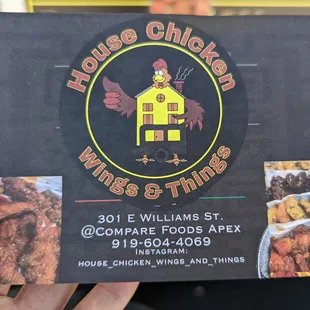 House Chicken
Wings & Things
301 E Williams St.
@Compare Foods Apex
919-604-4069
Instagram:
house_chicken_wings_and_things